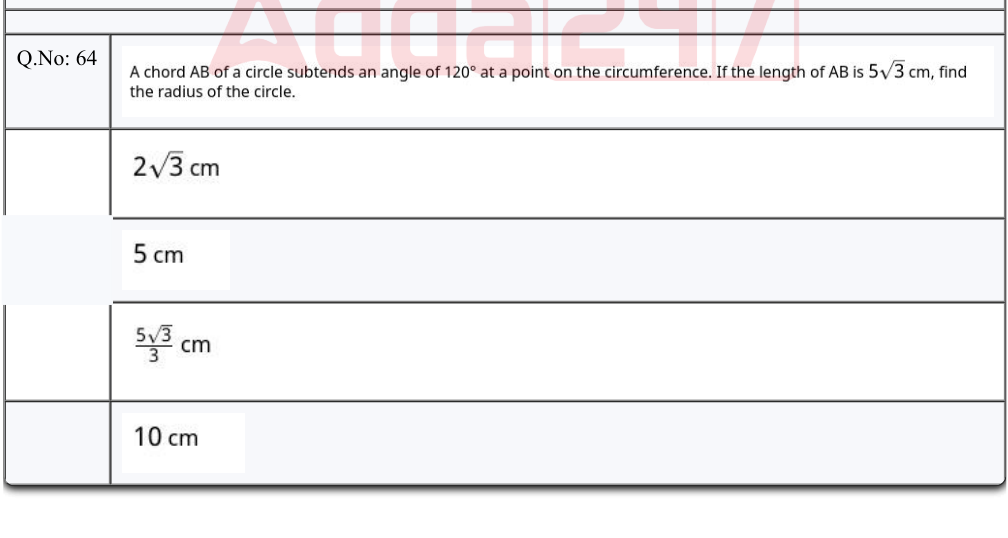 Adda247
Q.No: 64
A chord AB of a circle subtends an angle of 120° at a point on the circumference. If the length of AB is 5√3 cm, find
the radius of the circle.
2√3 cm
5 cm
5√3/3 cm
10 cm